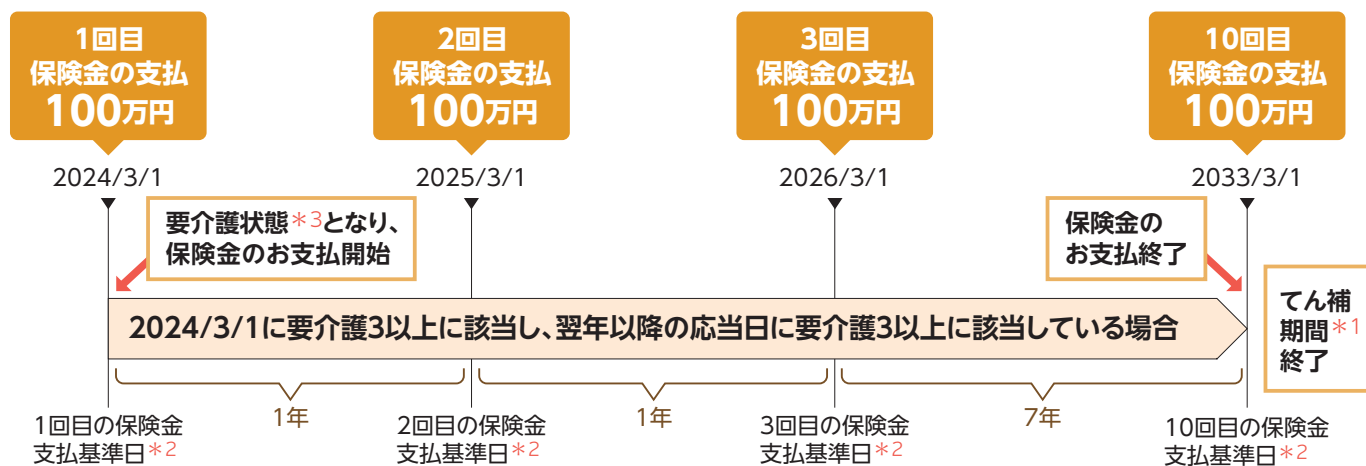 1回目
保険金の支払
100万円
2回目
保険金の支払
100万円
3回目
保険金の支払
100万円
10回目
保険金の支払
100万円
2024/3/1
2025/3/1
2026/3/1
2033/3/1
要介護状態*3となり、
保険金のお支払開始
保険金の
お支払終了
2024/3/1に要介護3以上に該当し、翌年以降の応当日に要介護3以上に該当している場合
てん補
期間*1
終了
1年
1年
7年
1回目の保険金
支払基準日*2
2回目の保険金
支払基準日*2
3回目の保険金
支払基準日*2
10回目の保険金
支払基準日*2